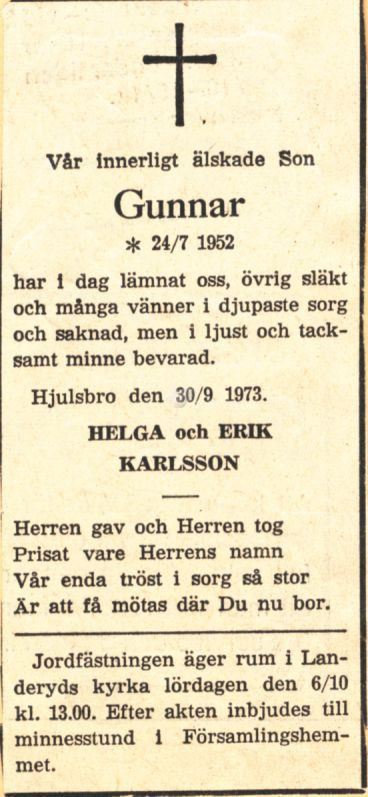 Vår innerligt älskade Son
Gunnar
* 24/7 1952
har i dag lämnat oss, övrig släkt
och många vänner i djupaste sorg
och saknad, men i ljust och tack-
samt minne bevarad.
Hjulsbro den 30/9 1973.
HELGA och ERIK
KARLSSON
Herren gav och Herren tog
Prisat vare Herrens namn
Vår enda tröst i sorg så stor
Är att få mötas där Du nu bor.
Jordfästningen äger rum i Lan-
deryds kyrka lördagen den 6/10
kl. 13.00. Efter akten inbjudes till
minnesstund i Församlingshem-
met.